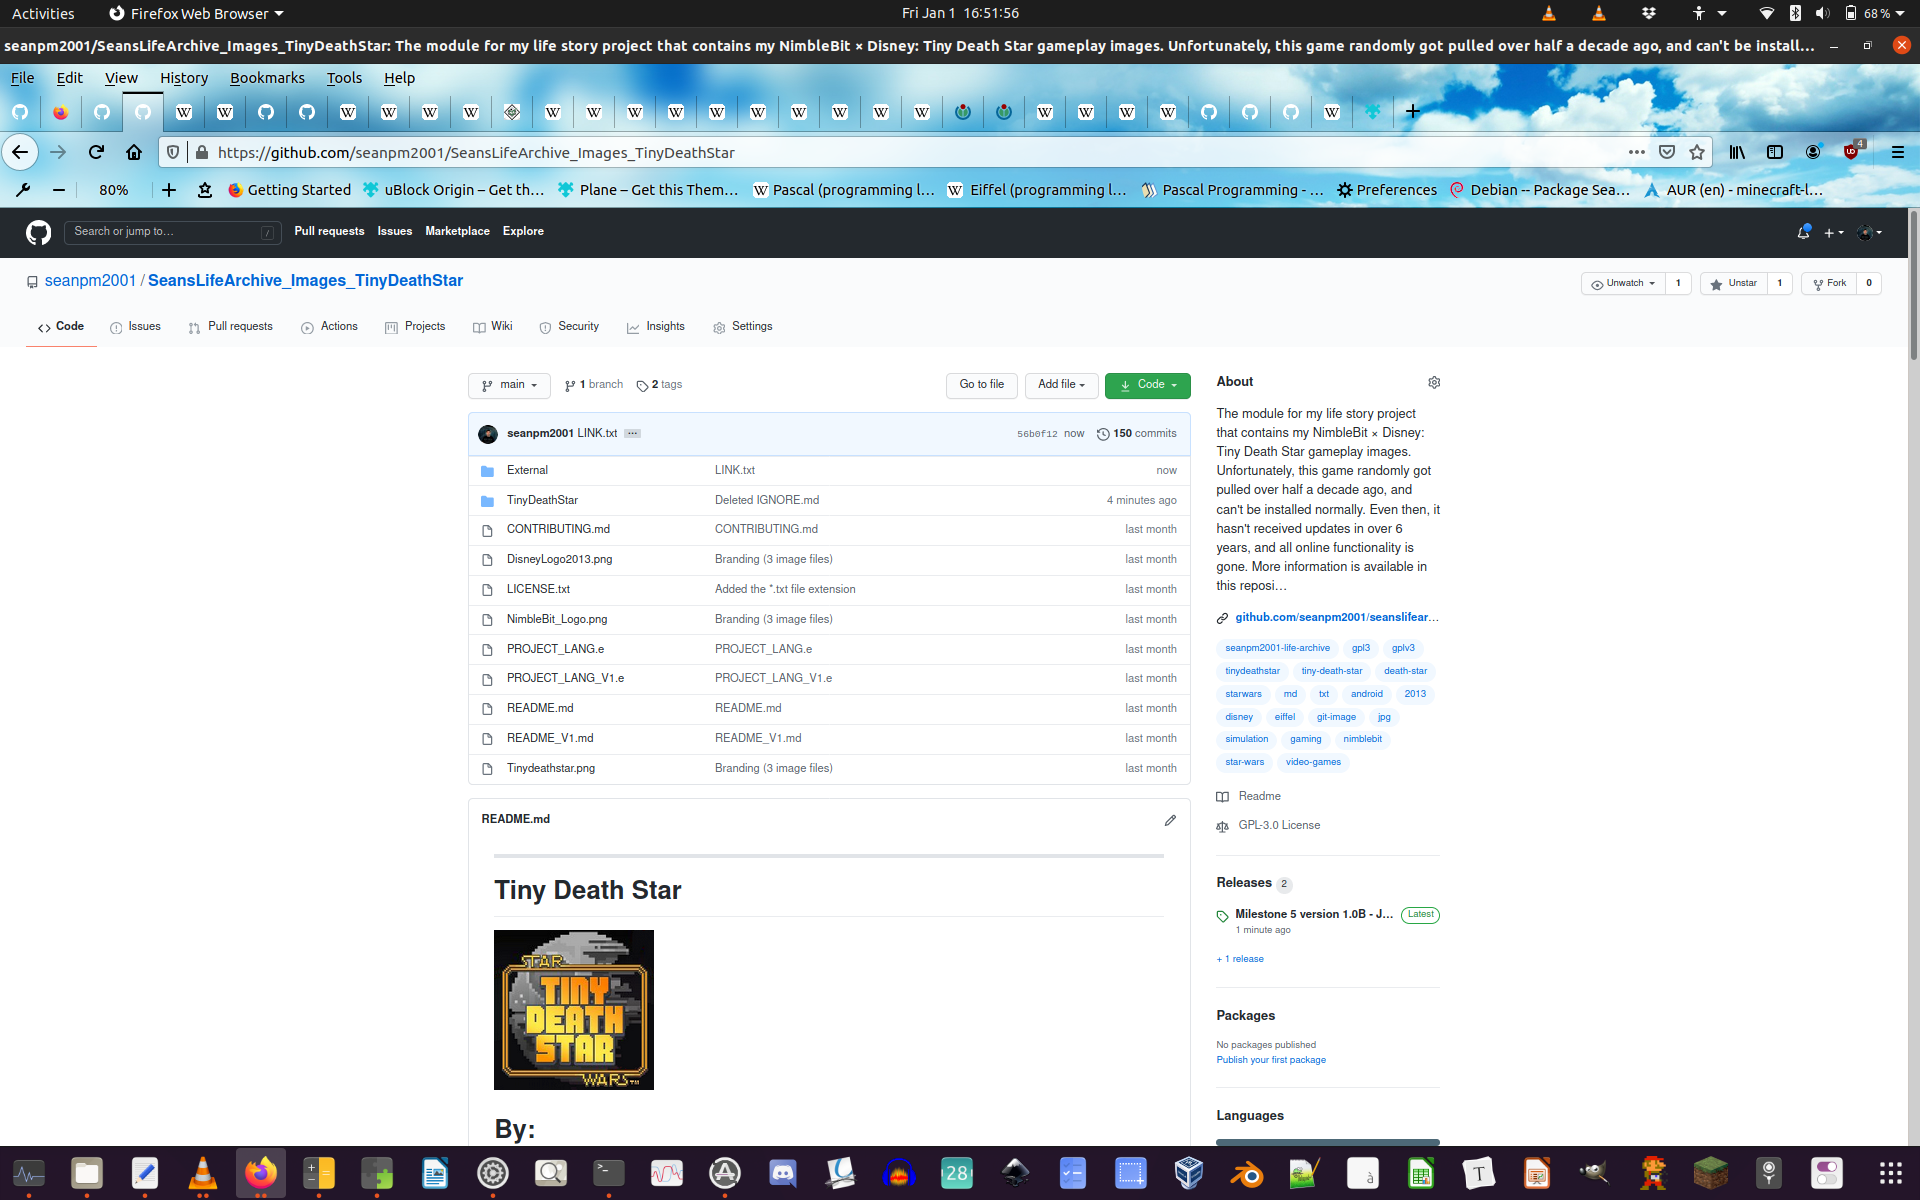 Activities Firefox Web Browser Fri Jan 1 16:51:56 68 %
seanpm2001/SeansLifeArchive_Images_TinyDeathStar: The module for my life story project that contains my NimbleBit × Disney: Tiny Death Star gameplay images. Unfortunately, this game randomly got pulled over half a decade ago, and can't be install…
File Edit View History Bookmarks Tools Help
https://github.com/seanpm2001/SeansLifeArchive_Images_TinyDeathStar 4
80% Getting Started uBlock Origin – Get th… Plane – Get this Them… Pascal (programming l… Eiffel (programming l… Pascal Programming - … Preferences Debian -- Package Sea… AUR (en) - minecraft-l…
Search or jump to… / Pull requests Issues Marketplace Explore
seanpm2001 / SeansLifeArchive_Images_TinyDeathStar Unwatch 1 Unstar 1 Fork 0
Code Issues Pull requests Actions Projects Wiki Security Insights Settings
main 1 branch 2 tags Go to file Add file Code
seanpm2001 LINK.txt 56b0f12 now 150 commits
External LINK.txt now
TinyDeathStar Deleted IGNORE.md 4 minutes ago
CONTRIBUTING.md CONTRIBUTING.md last month
DisneyLogo2013.png Branding (3 image files) last month
LICENSE.txt Added the *.txt file extension last month
NimbleBit_Logo.png Branding (3 image files) last month
PROJECT_LANG.e PROJECT_LANG.e last month
PROJECT_LANG_V1.e PROJECT_LANG_V1.e last month
README.md README.md last month
README_V1.md README_V1.md last month
Tinydeathstar.png Branding (3 image files) last month
README.md
Tiny Death Star
STAR
TINY
DEATH
STAR
WARS™
By:
About
The module for my life story project
that contains my NimbleBit × Disney:
Tiny Death Star gameplay images.
Unfortunately, this game randomly got
pulled over half a decade ago, and
can't be installed normally. Even then, it
hasn't received updates in over 6
years, and all online functionality is
gone. More information is available in
this reposi…
github.com/seanpm2001/seanslifear…
seanpm2001-life-archive gpl3 gplv3
tinydeathstar tiny-death-star death-star
starwars md txt android 2013
disney eiffel git-image jpg
simulation gaming nimblebit
star-wars video-games
Readme
GPL-3.0 License
Releases 2
Milestone 5 version 1.0B - J… Latest
1 minute ago
+ 1 release
Packages
No packages published
Publish your first package
Languages
28